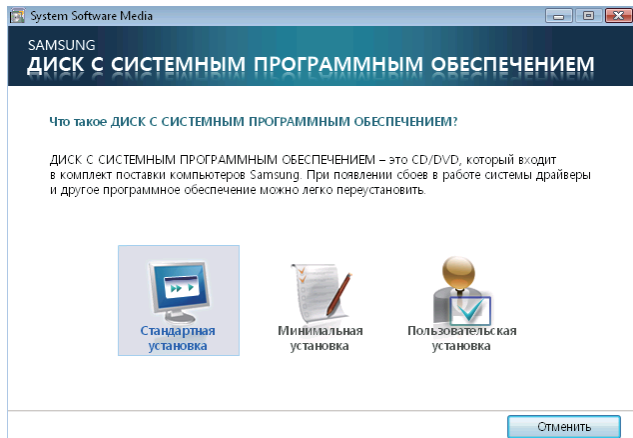 System Software Media
SAMSUNG
ДИСК С СИСТЕМНЫМ ПРОГРАММНЫМ ОБЕСПЕЧЕНИЕМ
Что такое ДИСК С СИСТЕМНЫМ ПРОГРАММНЫМ ОБЕСПЕЧЕНИЕМ?
ДИСК С СИСТЕМНЫМ ПРОГРАММНЫМ ОБЕСПЕЧЕНИЕМ – это CD/DVD, который входит
в комплект поставки компьютеров Samsung. При появлении сбоев в работе системы драйверы
и другое программное обеспечение можно легко переустановить.
Стандартная
установка
Минимальная
установка
Пользовательская
установка
Отменить